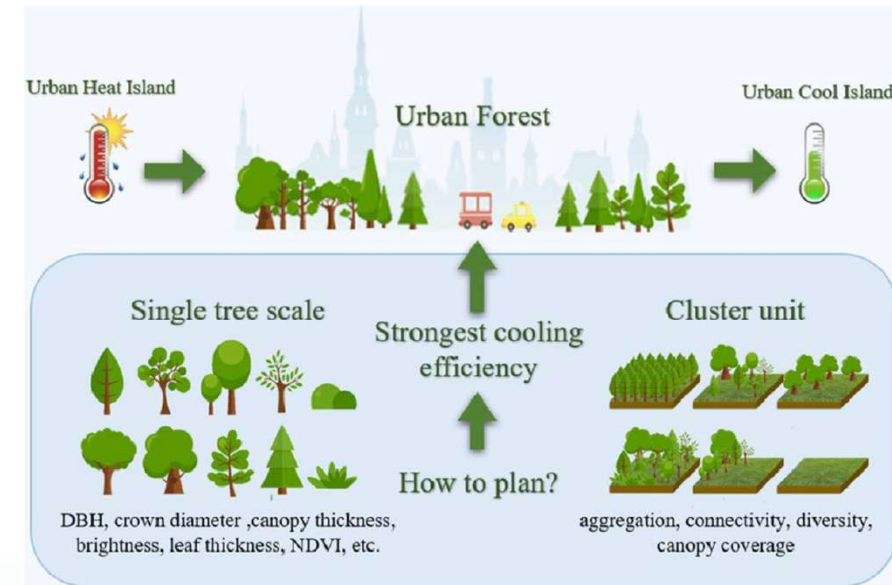 Urban Heat Island
Urban Forest
Urban Cool Island
Single tree scale
Strongest cooling
efficiency
Cluster unit
How to plan?
DBH, crown diameter ,canopy thickness,
brightness, leaf thickness, NDVI, etc.
aggregation, connectivity, diversity,
canopy coverage